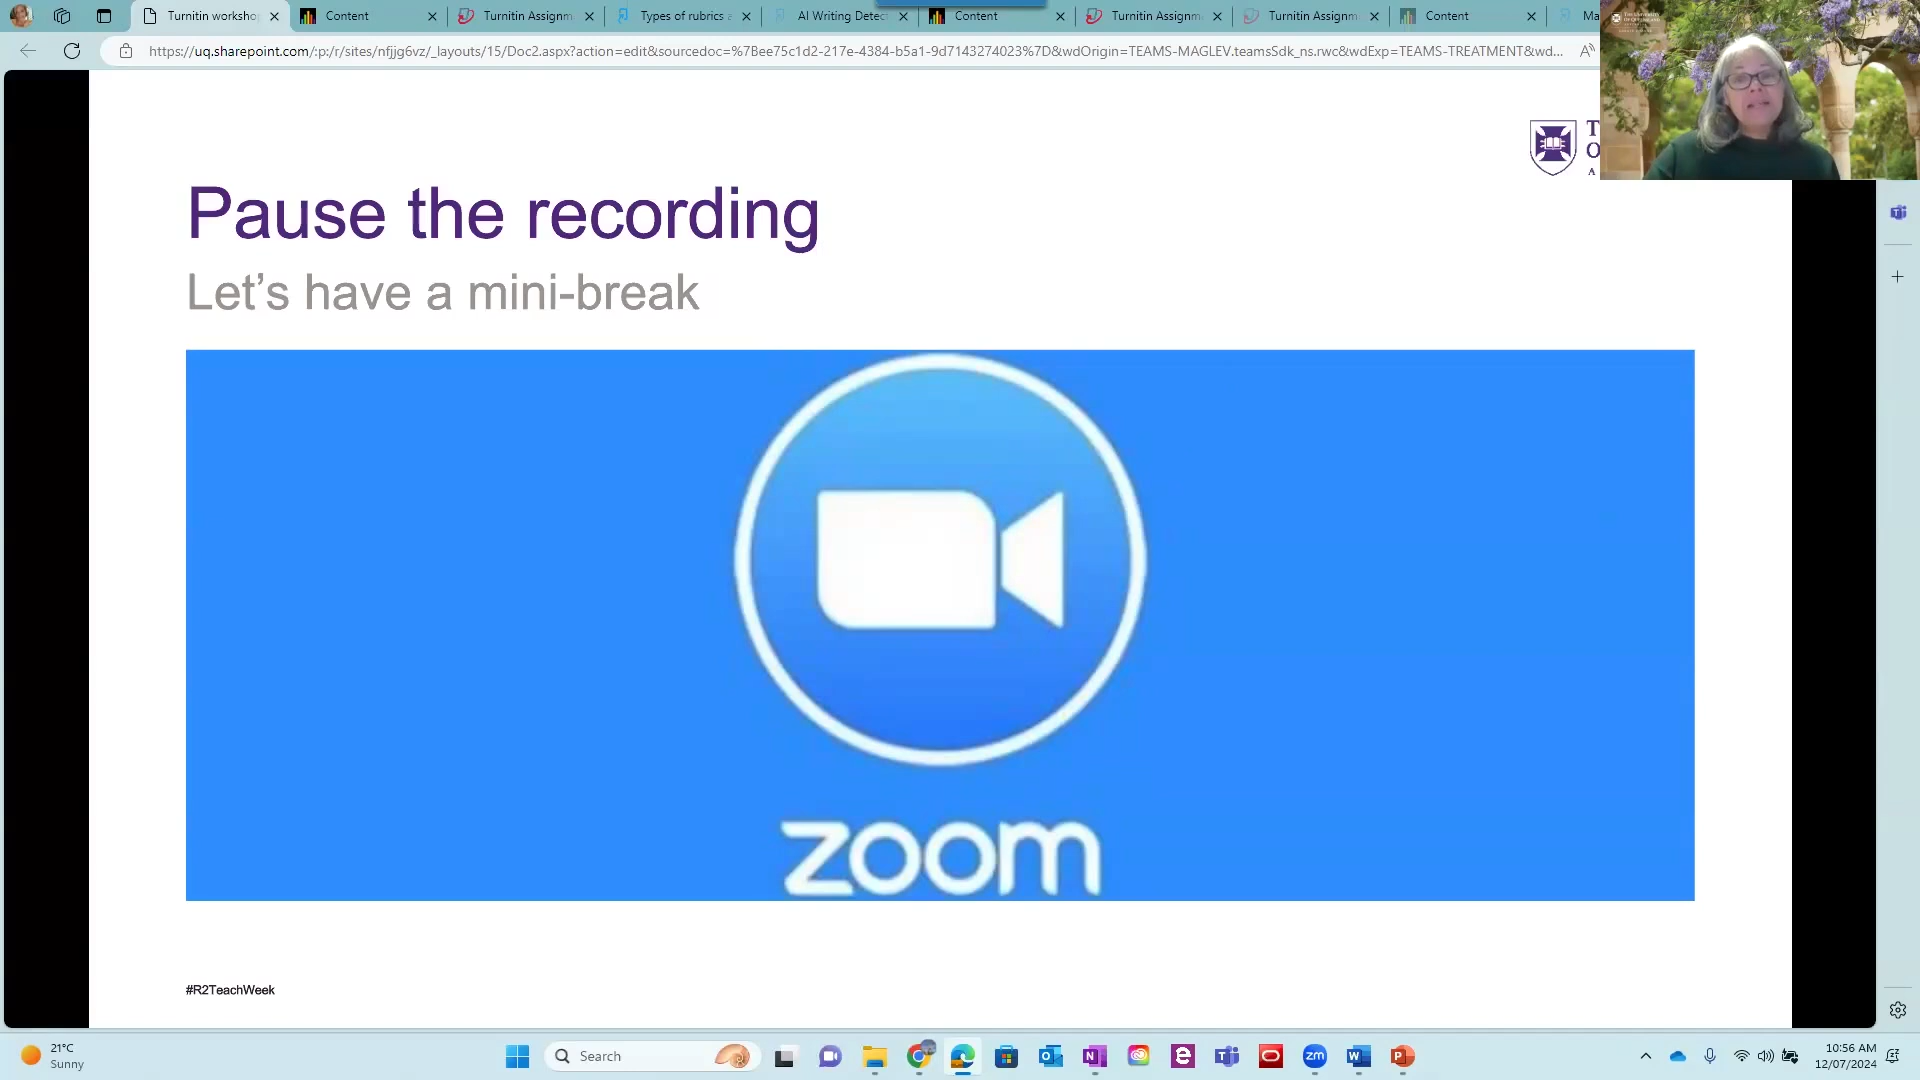 Turnitin worksho
Content
Turnitin Assignm
Types of rubrics a
AI Writing Detec
Content
Turnitin Assignm
Turnitin Assignm
Content
Ma
https://uq.sharepoint.com/:p:/r/sites/nfjjg6vz/_layouts/15/Doc2.aspx?action=edit&sourcedoc=%7Bee75c1d2-217e-4384-b5a1-9d7143274023%7D&wdOrigin=TEAMS-MAGLEV.teamsSdk_ns.rwc&wdExp=TEAMS-TREATMENT&wd...
T
O
A
Pause the recording
Let’s have a mini-break
zoom
#R2TeachWeek
21°C
Sunny
Search
zm
10:56 AM
12/07/2024